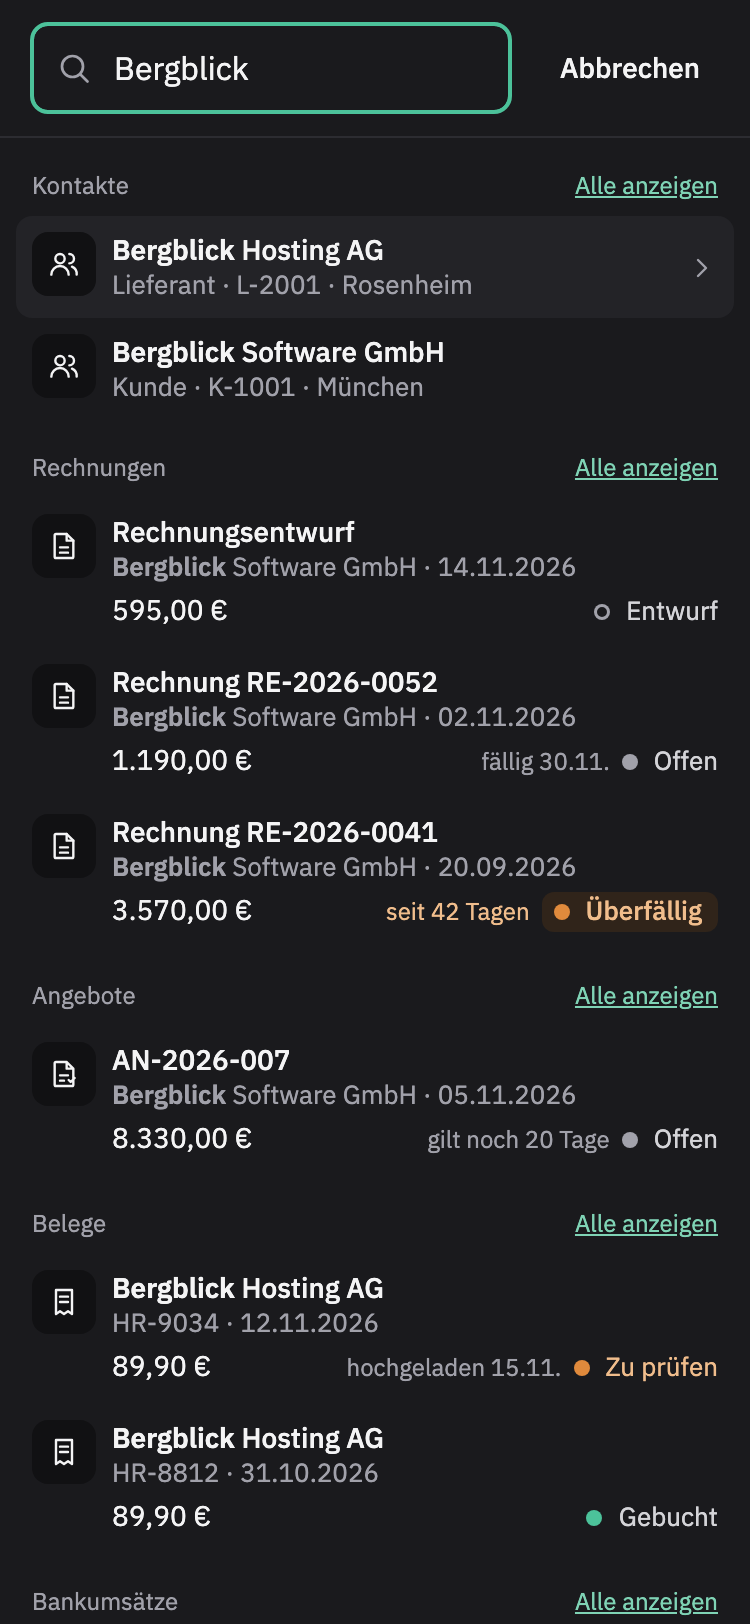 Bergblick
Abbrechen
Kontakte
Alle anzeigen
Bergblick Hosting AG
Lieferant · L-2001 · Rosenheim
Bergblick Software GmbH
Kunde · K-1001 · München
Rechnungen
Alle anzeigen
Rechnungsentwurf
Bergblick Software GmbH · 14.11.2026
595,00 €
Entwurf
Rechnung RE-2026-0052
Bergblick Software GmbH · 02.11.2026
1.190,00 €
fällig 30.11.
Offen
Rechnung RE-2026-0041
Bergblick Software GmbH · 20.09.2026
3.570,00 €
seit 42 Tagen
Überfällig
Angebote
Alle anzeigen
AN-2026-007
Bergblick Software GmbH · 05.11.2026
8.330,00 €
gilt noch 20 Tage
Offen
Belege
Alle anzeigen
Bergblick Hosting AG
HR-9034 · 12.11.2026
89,90 €
hochgeladen 15.11.
Zu prüfen
Bergblick Hosting AG
HR-8812 · 31.10.2026
89,90 €
Gebucht
Bankumsätze
Alle anzeigen